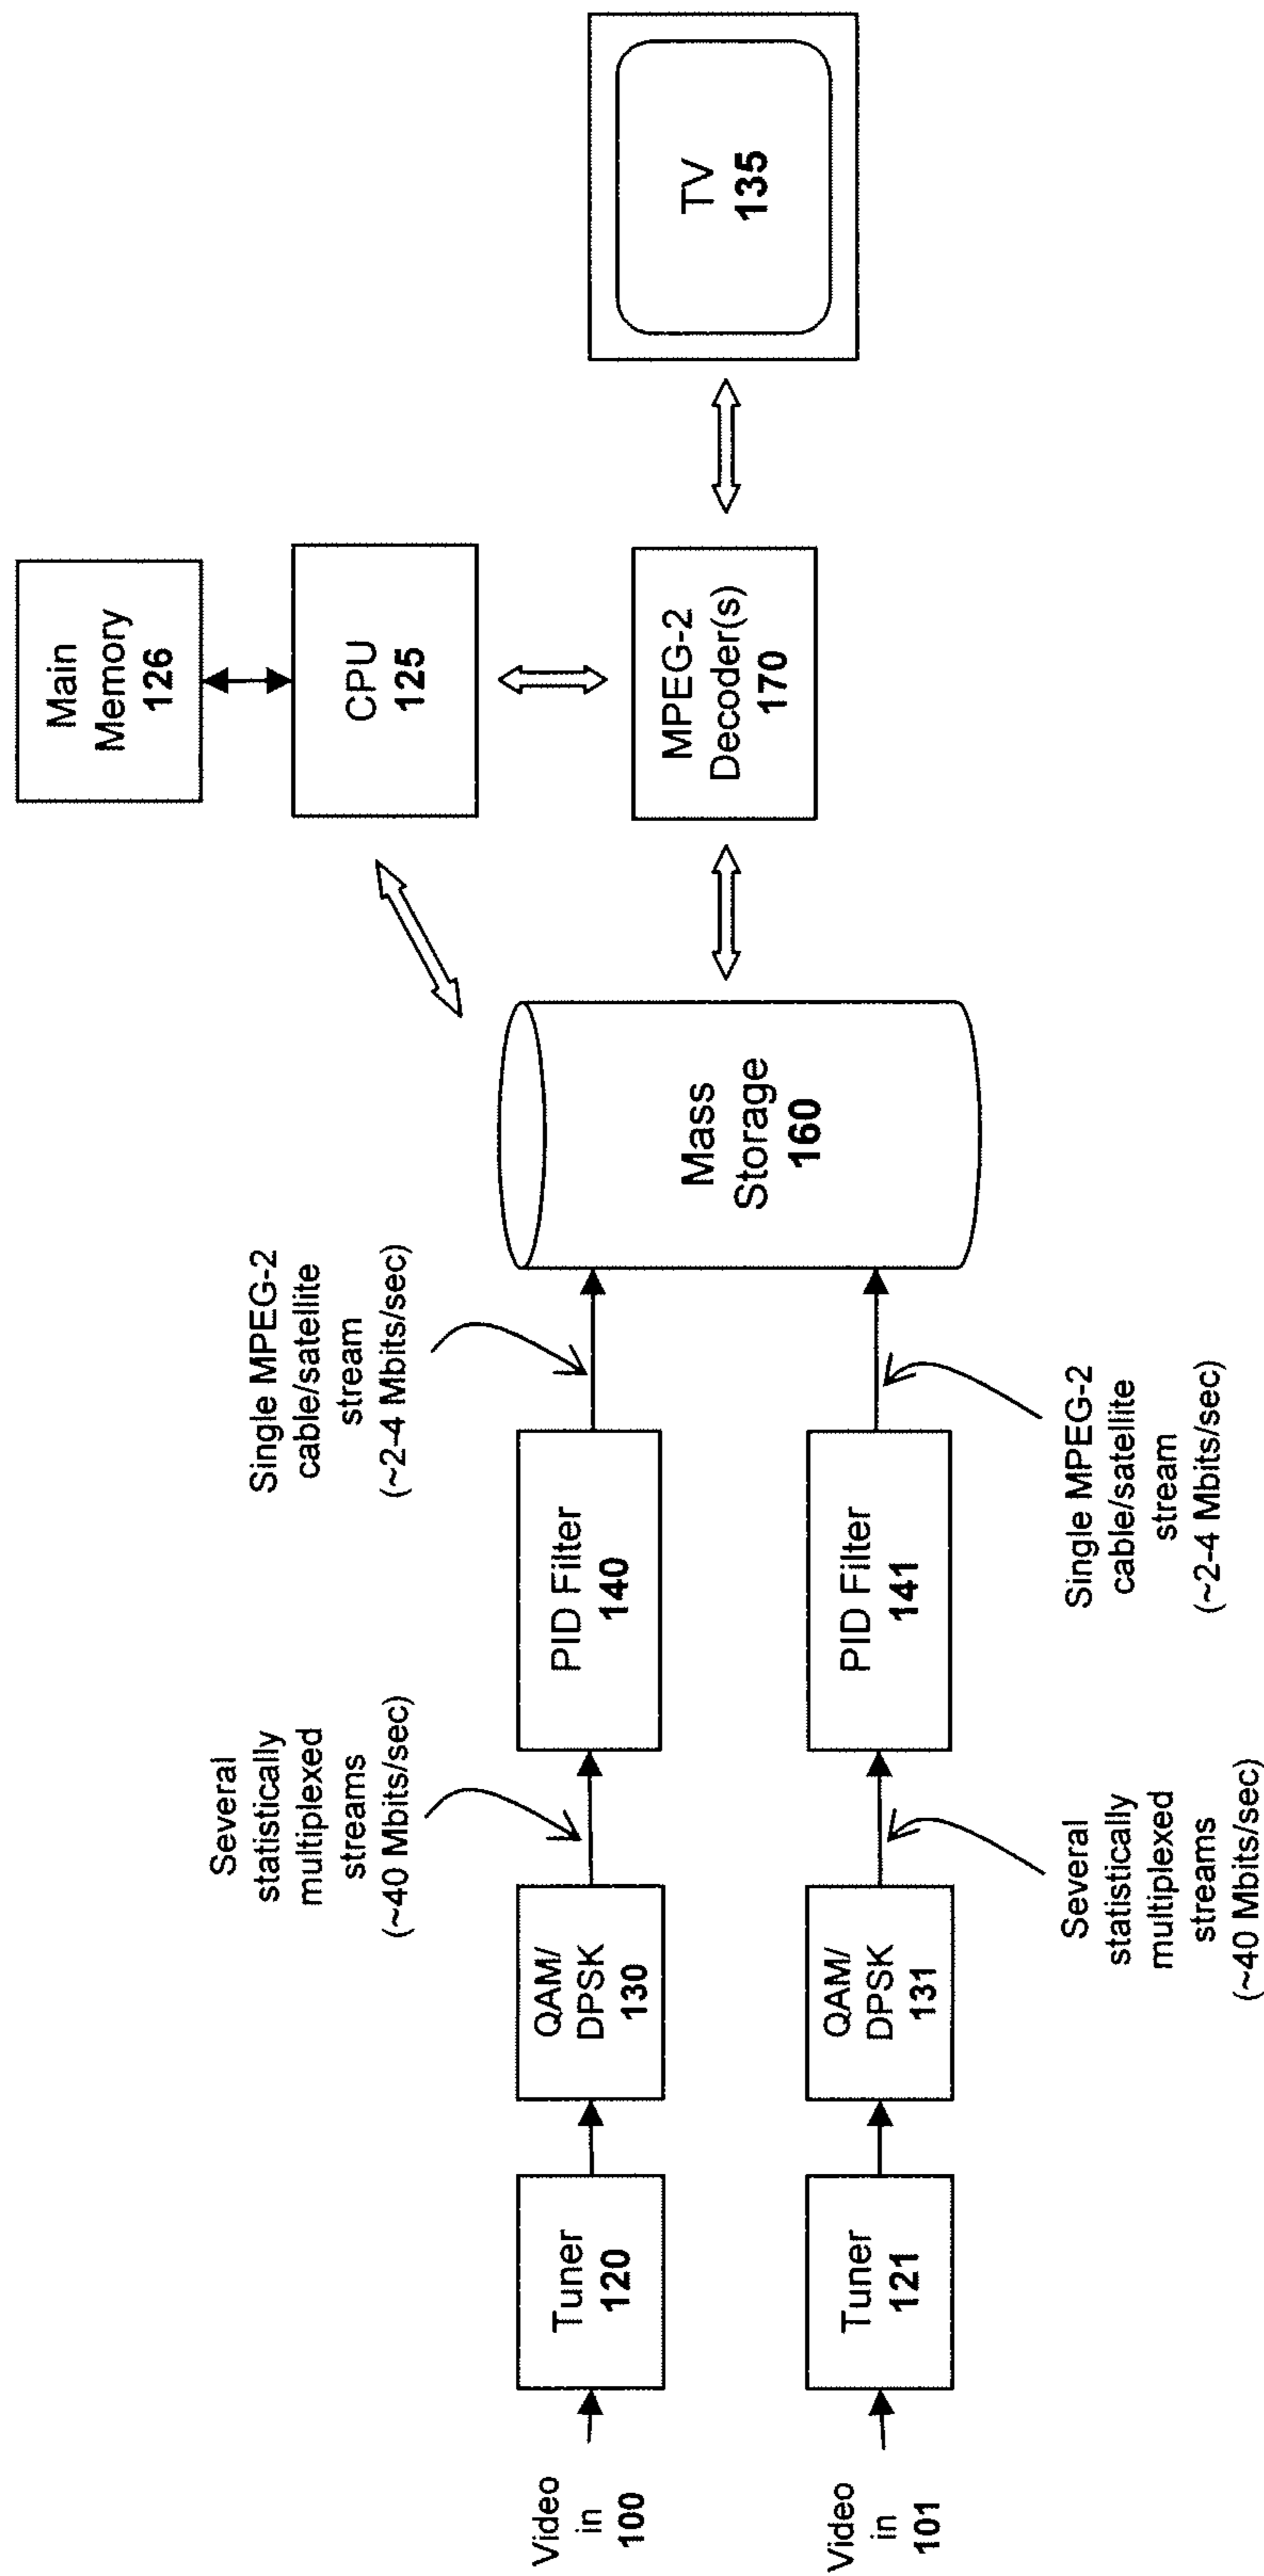 Video
in
100
Tuner
120
QAM/
DPSK
130
Several
statistically
multiplexed
streams
(~40 Mbits/sec)
PID Filter
140
Single MPEG-2
cable/satellite
stream
(~2-4 Mbits/sec)
Video
in
101
Tuner
121
QAM/
DPSK
131
Several
statistically
multiplexed
streams
(~40 Mbits/sec)
PID Filter
141
Single MPEG-2
cable/satellite
stream
(~2-4 Mbits/sec)
Mass
Storage
160
Main
Memory
126
CPU
125
MPEG-2
Decoder(s)
170
TV
135